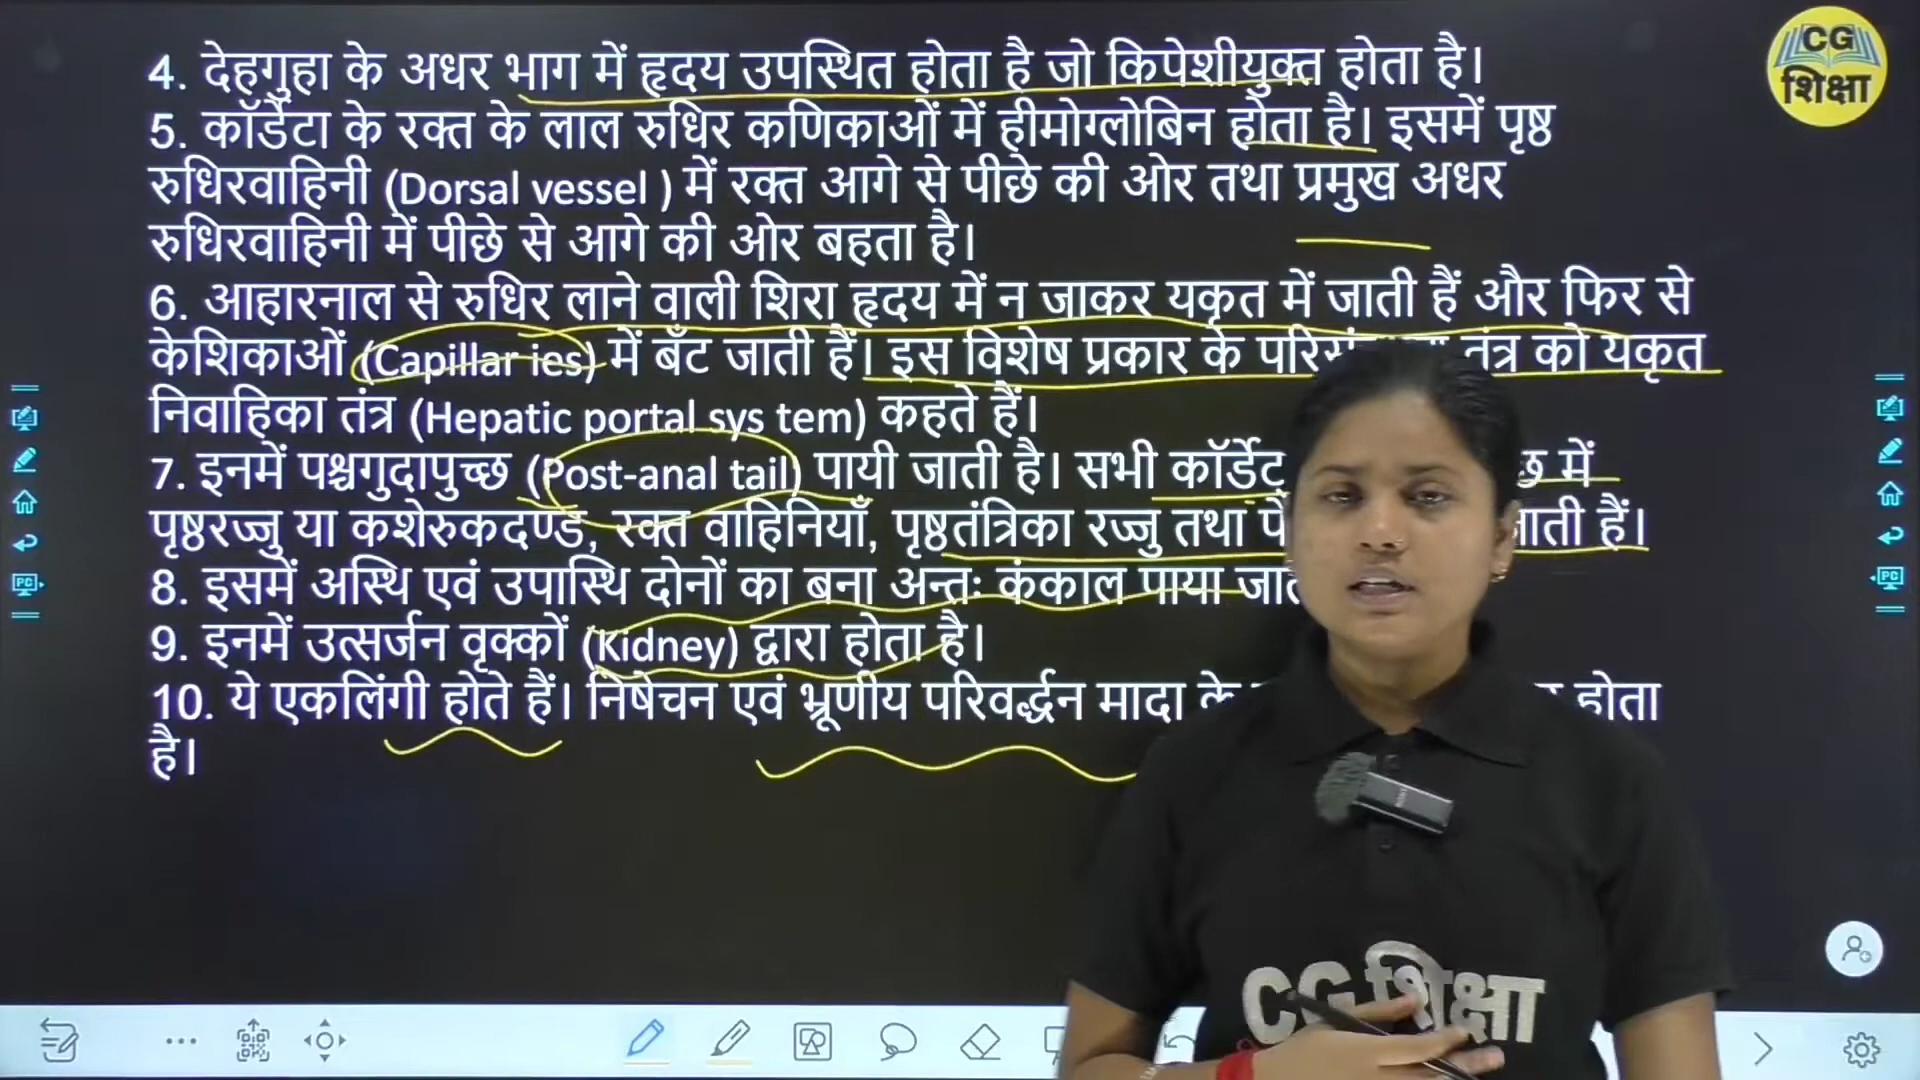 4. देहगुहा के अधर भाग में हृदय उपस्थित होता है जो किपेशीयुक्त होता है।
5. कॉर्डेटा के रक्त के लाल रुधिर कणिकाओं में हीमोग्लोबिन होता है। इसमें पृष्ठ
रुधिरवाहिनी (Dorsal vessel ) में रक्त आगे से पीछे की ओर तथा प्रमुख अधर
रुधिरवाहिनी में पीछे से आगे की ओर बहता है।
6. आहारनाल से रुधिर लाने वाली शिरा हृदय में न जाकर यकृत में जाती हैं और फिर से
केशिकाओं (Capillar ies) में बँट जाती हैं। इस विशेष प्रकार के तंत्र को यकृत
निवाहिका तंत्र (Hepatic portal sys tem) कहते हैं।
7. इनमें पश्चगुदापुच्छ (Post-anal tail) पायी जाती है। सभी में
पृष्ठरज्जु या कशेरुकदण्ड, रक्त वाहिनियाँ, पृष्ठतंत्रिका रज्जु तथा हैं।
8. इसमें अस्थि एवं उपास्थि दोनों का बना अन्तः कंकाल पाया
9. इनमें उत्सर्जन वृक्कों (Kidney) द्वारा होता है।
10. ये एकलिंगी होते हैं। निषेचन एवं भ्रूणीय परिवर्द्धन मादा के होता
है।
CG
शिक्षा
CG शिक्षा
PC
PC